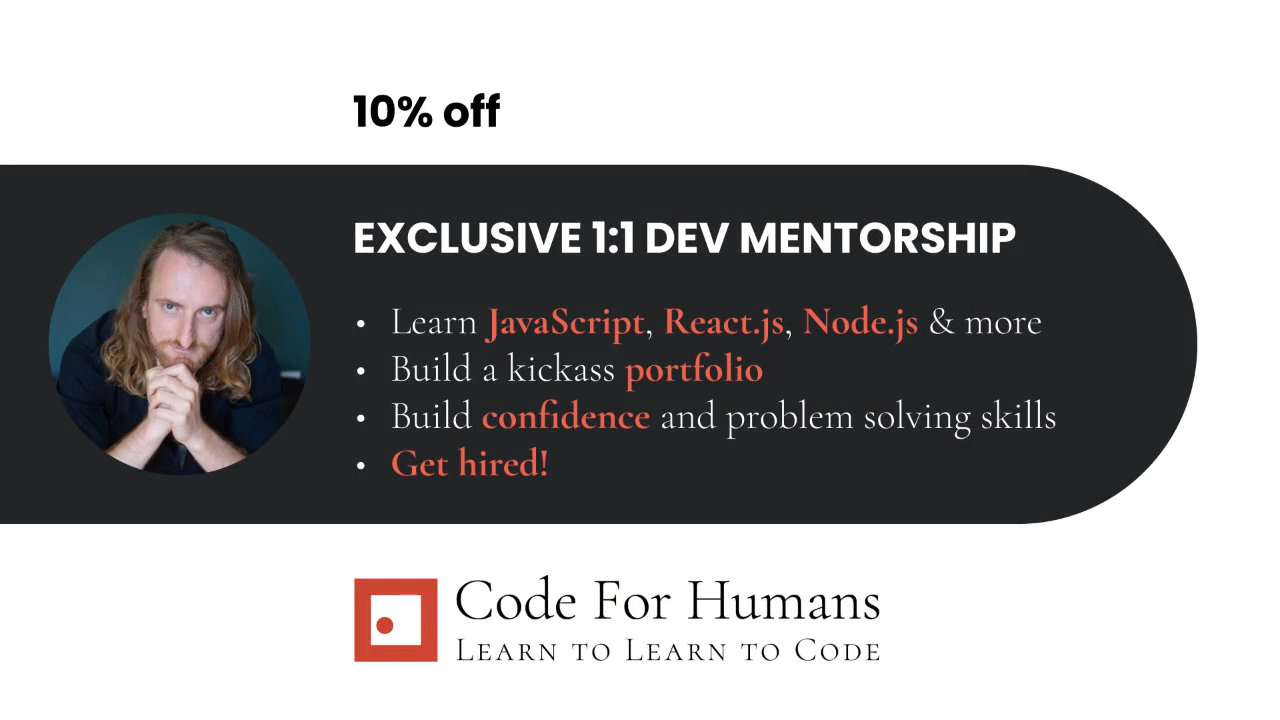 10% off
EXCLUSIVE 1:1 DEV MENTORSHIP
• Learn JavaScript, React.js, Node.js & more
• Build a kickass portfolio
• Build confidence and problem solving skills
• Get hired!
Code For Humans
Learn to Learn to Code